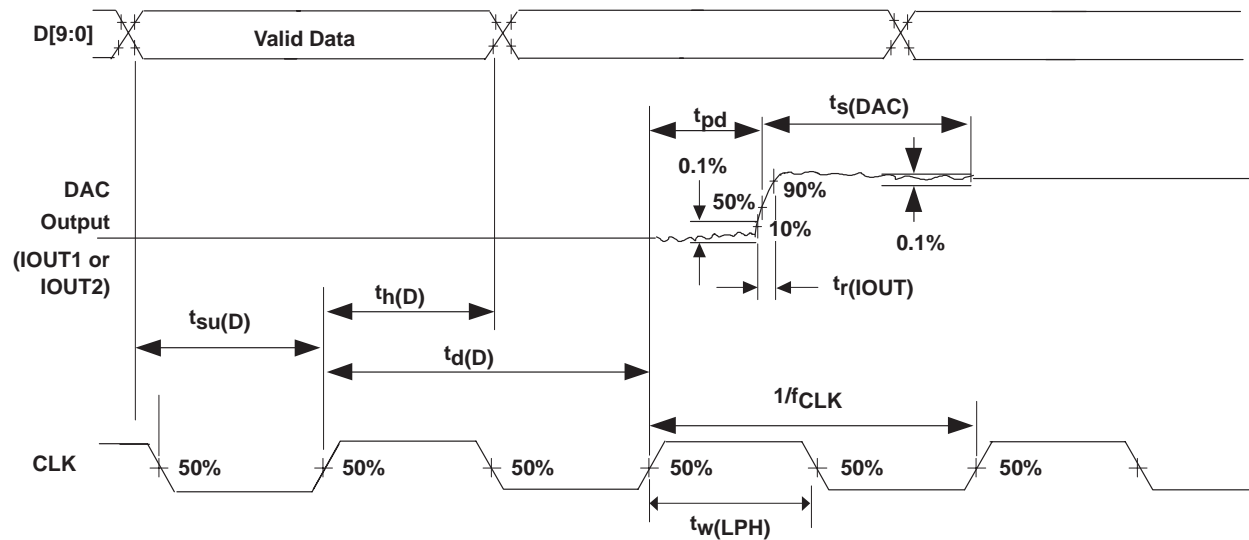 D[9:0]
Valid Data
ts(DAC)
tpd
0.1%
DAC
Output
(IOUT1 or
IOUT2)
50%
90%
10%
0.1%
tr(IOUT)
th(D)
tsu(D)
td(D)
1/fCLK
CLK
50%
50%
50%
50%
50%
50%
tw(LPH)